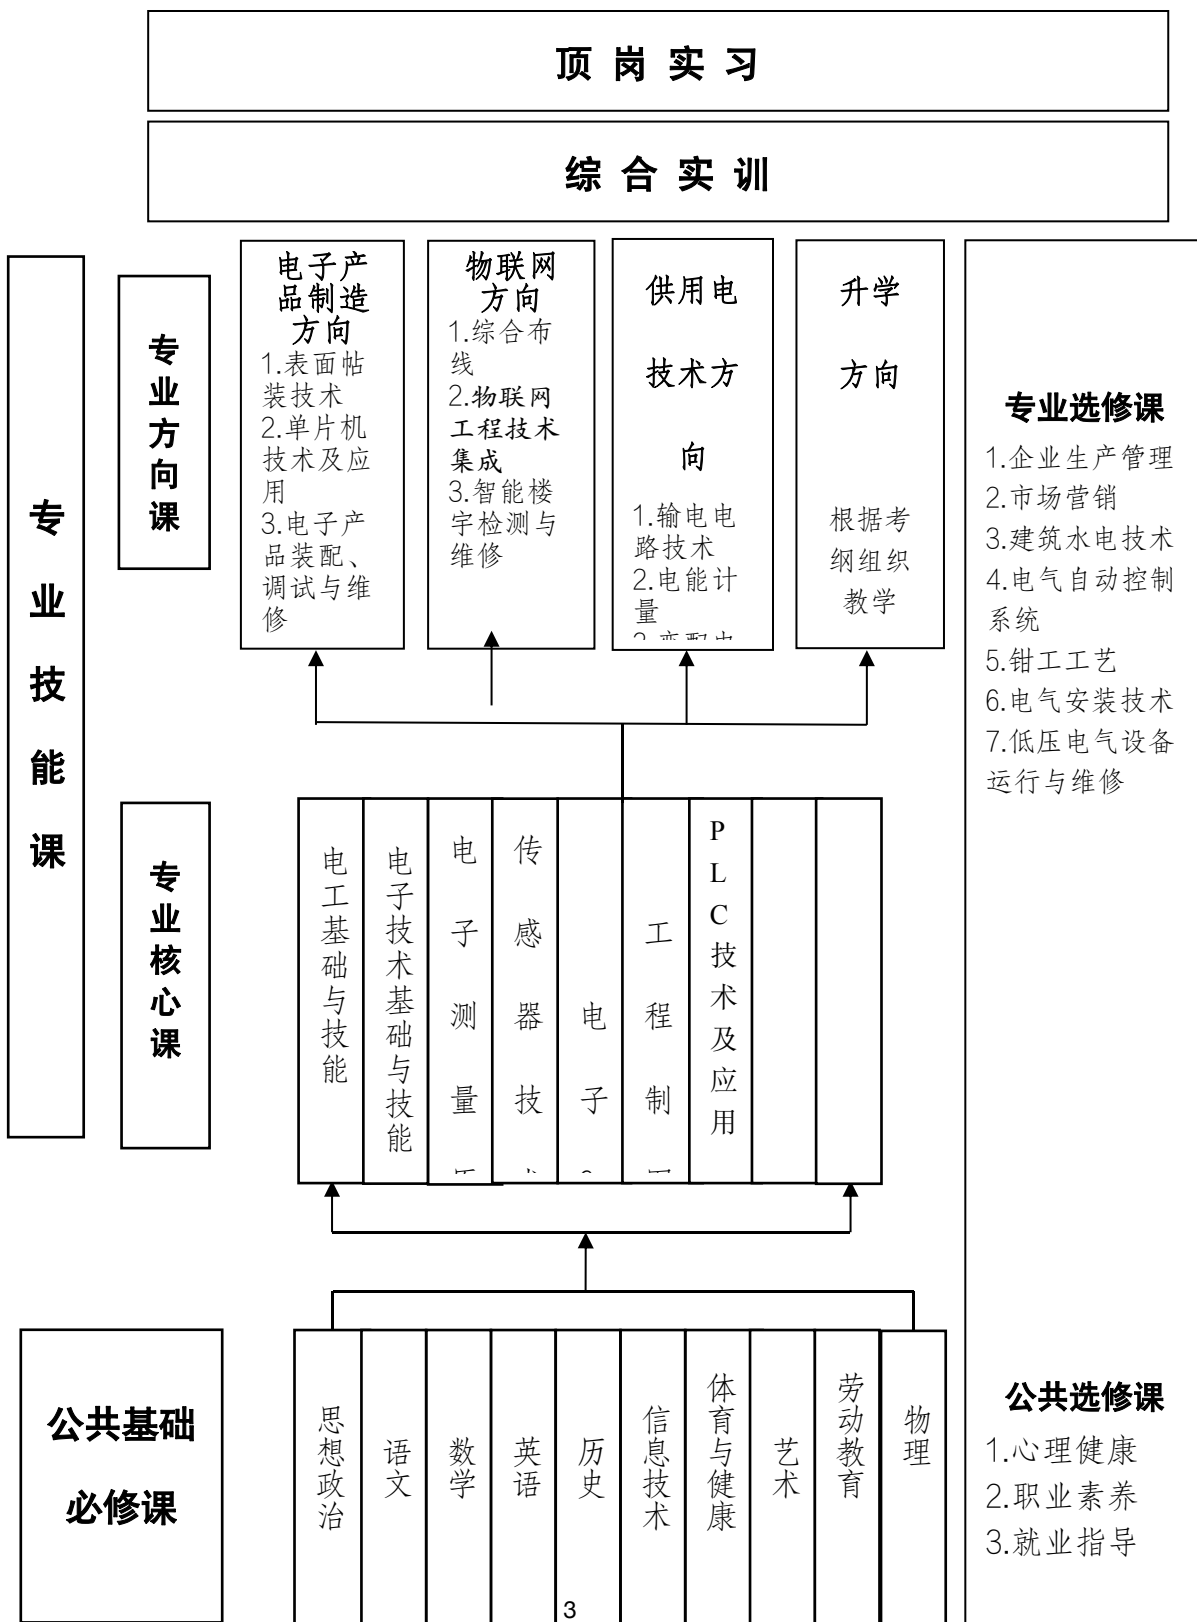 顶岗实习
综合实训
专业技能课
专业方向课
电子产
品制造
方向
1.表面帖
装技术
2.单片机
技术及应
用
3.电子产
品装配、
调试与维
修
物联网
方向
1.综合布
线
2.物联网
工程技术
集成
3.智能楼
宇检测与
维修
供用电
技术方
向
1.输电电
路技术
2.电能计
量
升学
方向
根据考
纲组织
教学
专业选修课
1.企业生产管理
2.市场营销
3.建筑水电技术
4.电气自动控制
系统
5.钳工工艺
6.电气安装技术
7.低压电气设备
运行与维修
专业核心课
电工基础与技能
电子技术基础与技能
电子测量
传感器技
电子
工程制
PLC技术及应用
公共基础
必修课
思想政治
语文
数学
英语
历史
信息技术
体育与健康
艺术
劳动教育
物理
公共选修课
1.心理健康
2.职业素养
3.就业指导
3